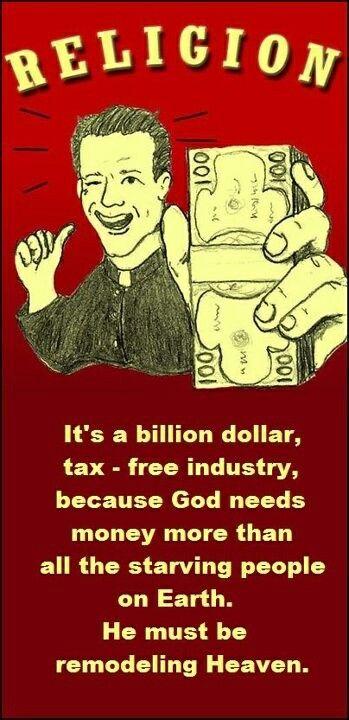 RELIGION
100 100
100 100
It's a billion dollar,
tax - free industry,
because God needs
money more than
all the starving people
on Earth.
He must be
remodeling Heaven.